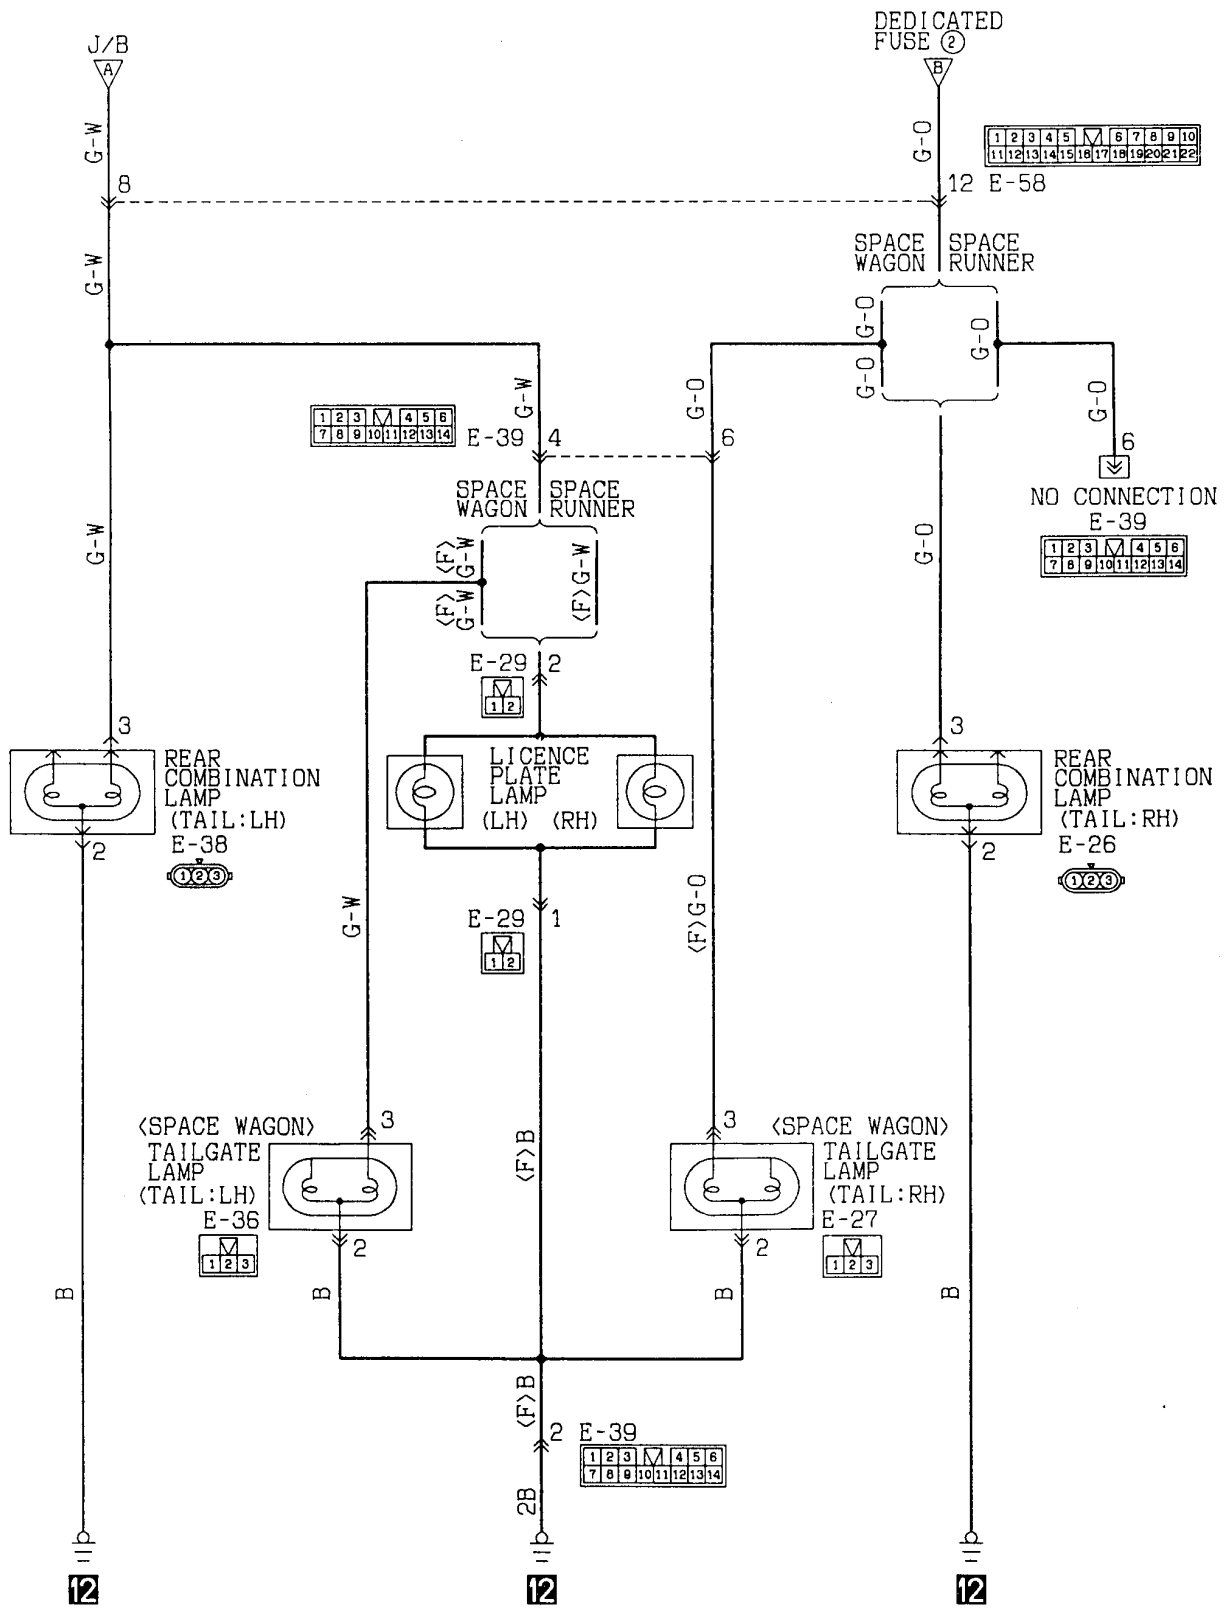 DEDICATED
FUSE ②
J/B
A
B
G-W
G-O
1 2 3 4 5 6 7 8 9 10
11 12 13 14 15 16 17 18 19 20 21 22
8
12 E-58
G-W
SPACE WAGON
SPACE RUNNER
G-O
G-O
G-O
G-W
G-O
G-O
1 2 3 4 5 6
7 8 9 10 11 12 13 14
E-39 4
6
6
NO CONNECTION
E-39
1 2 3 4 5 6
7 8 9 10 11 12 13 14
SPACE WAGON
SPACE RUNNER
G-W
<F>
G-W
<F>
G-W
<F>G-W
G-O
E-29 2
1 2
3
3
REAR
COMBINATION
LAMP
(TAIL:LH)
E-38
1 2 3
2
LICENCE
PLATE
LAMP
(LH) (RH)
REAR
COMBINATION
LAMP
(TAIL:RH)
E-26
1 2 3
2
G-W
E-29 1
1 2
<F>G-O
<SPACE WAGON>
TAILGATE
LAMP
(TAIL:LH)
E-36
1 2 3
3
2
<F>B
3
<SPACE WAGON>
TAILGATE
LAMP
(TAIL:RH)
E-27
1 2 3
2
B
B
B
B
<F>B
2 E-39
1 2 3 4 5 6
7 8 9 10 11 12 13 14
2B
12
12
12